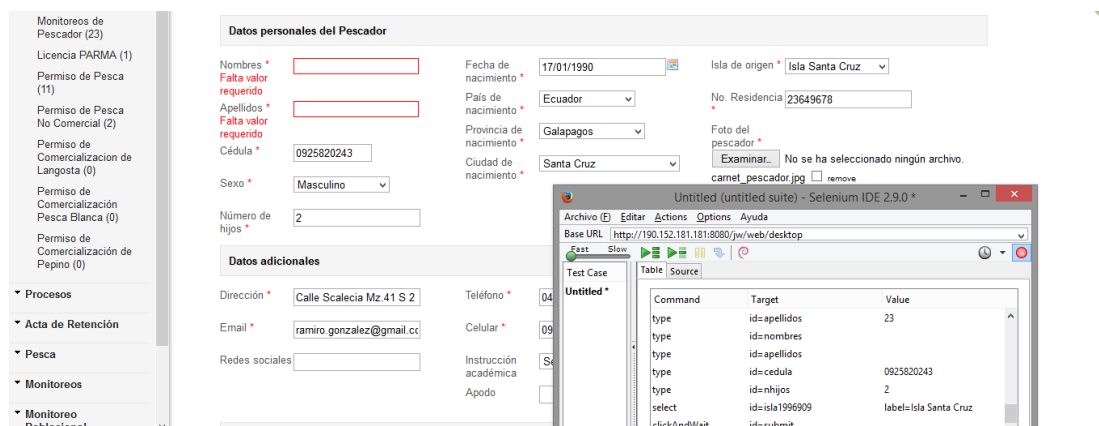 Monitoreos de
Pescador (23)
Licencia PARMA (1)
Permiso de Pesca
(11)
Permiso de Pesca
No Comercial (2)
Permiso de
Comercializacion de
Langosta (0)
Permiso de
Comercialización
Pesca Blanca (0)
Permiso de
Comercialización de
Pepino (0)
Procesos
Acta de Retención
Pesca
Monitoreos
Monitoreo
Poblacional
Datos personales del Pescador
Nombres *
Falta valor
requerido
Apellidos *
Falta valor
requerido
Cédula * 0925820243
Sexo * Masculino
Número de
hijos * 2
Fecha de
nacimiento * 17/01/1990
País de
nacimiento * Ecuador
Provincia de
nacimiento * Galapagos
Ciudad de
nacimiento * Santa Cruz
Isla de origen * Isla Santa Cruz
No. Residencia 23649678
*
Foto del
pescador *
Examinar... No se ha seleccionado ningún archivo.
carnet_pescador.jpg remove
Datos adicionales
Dirección * Calle Scalecia Mz.41 S 2
Email * ramiro.gonzalez@gmail.cc
Redes sociales
Teléfono * 04
Celular * 09
Instrucción
académica Se
Apodo
Untitled (untitled suite) - Selenium IDE 2.9.0 *
Archivo (F) Editar Actions Options Ayuda
Base URL http://190.152.181.181:8080/jw/web/desktop
Fast Slow
Test Case
Untitled *
Table Source
Command Target Value
type id=apellidos 23
type id=nombres
type id=apellidos
type id=cedula 0925820243
type id=nhijos 2
select id=isla1996909 label=Isla Santa Cruz
clickAndWait id=submit